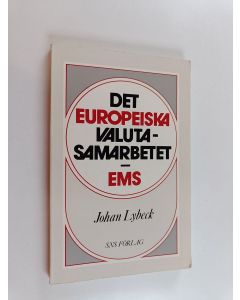 DET
EUROPEISKA
VALUTA-
SAMARBETET
–
EMS
Johan Lybeck
SNS FÖRLAG